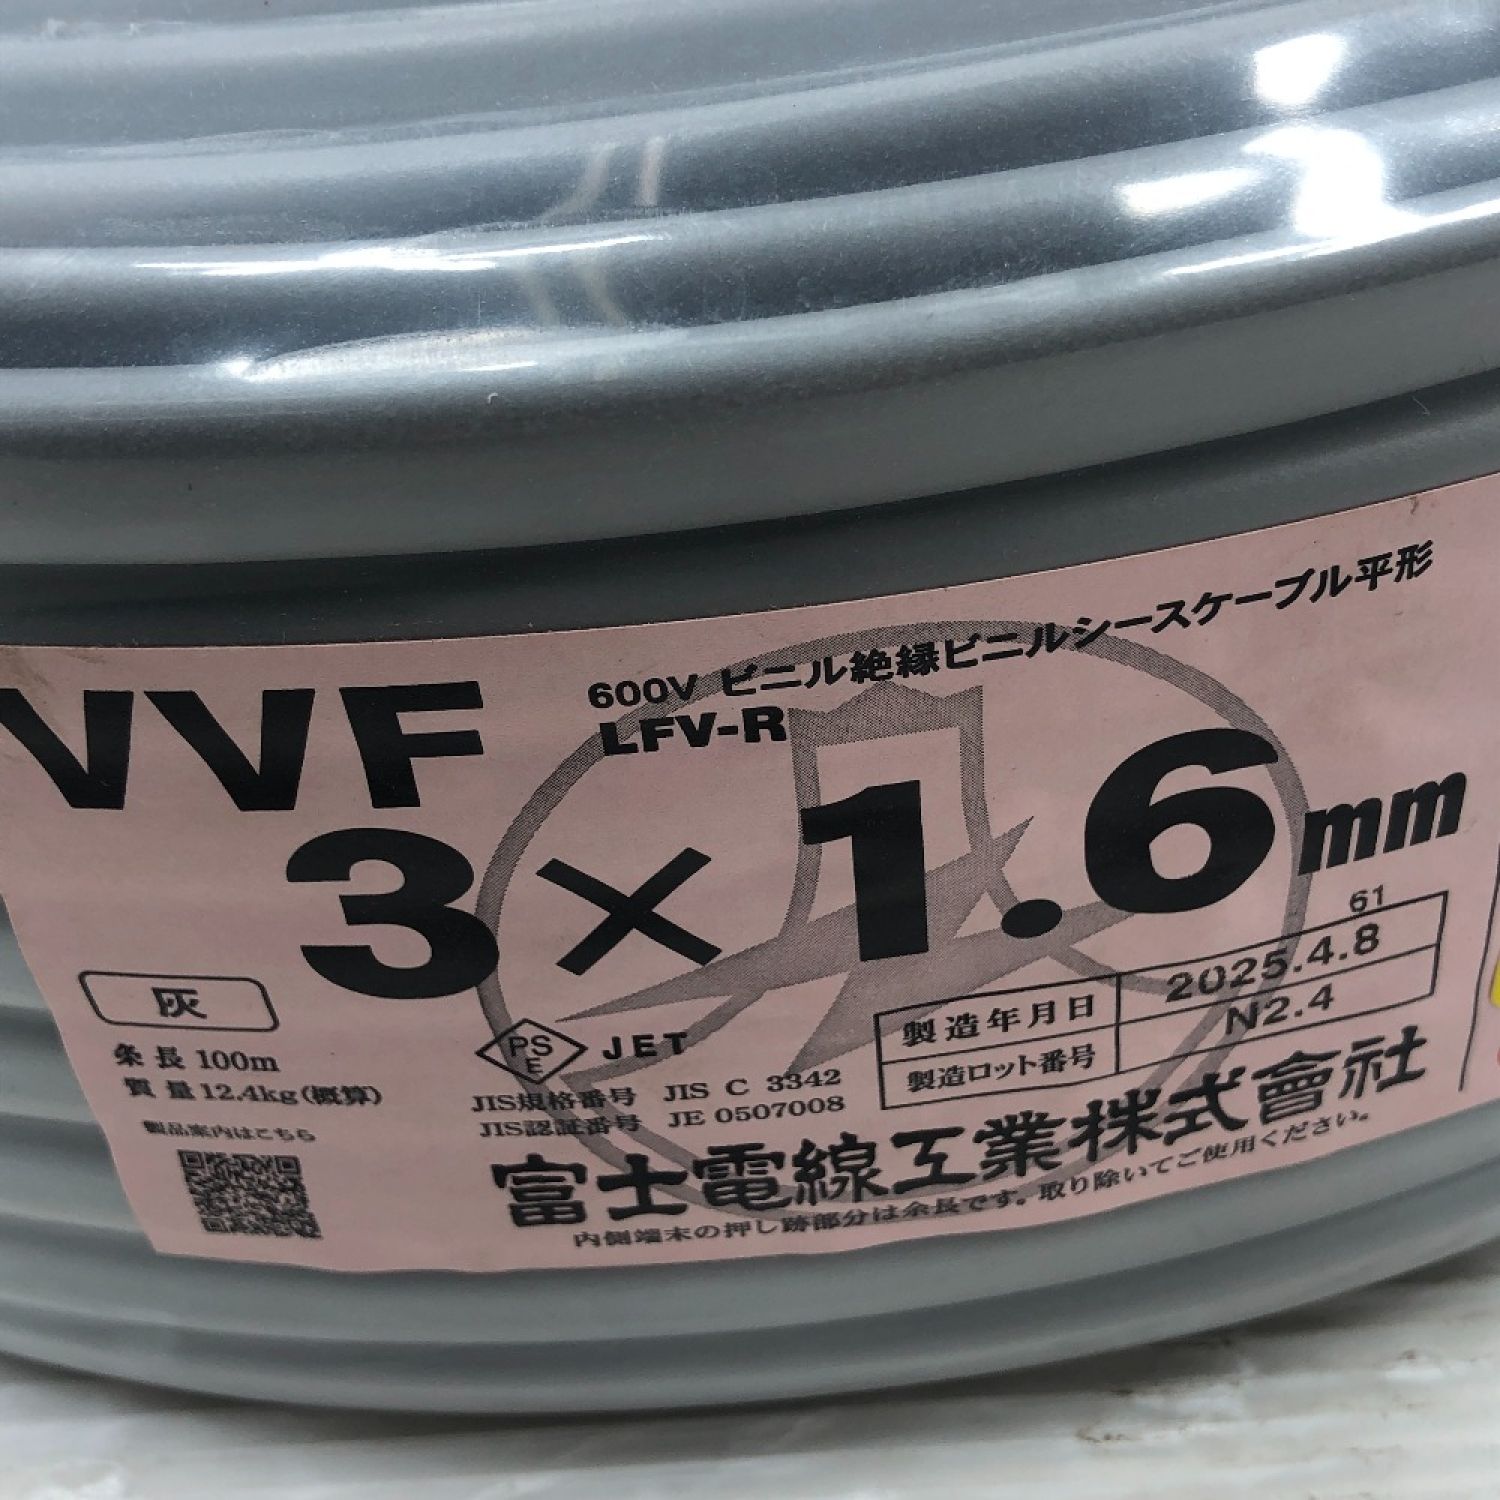 VVF
600V ビニル絶縁ビニルシースケーブル平形
LFV-R
3×1.6mm
灰
条長 100m
質量 12.4kg(概算)
製品案内はこちら
PS
E
JET
JIS規格番号 JIS C 3342
JIS認証番号 JE 0507008
61
製造年月日 2025.4.8
製造ロット番号 N2.4
富士電線工業株式會社
内側端末の押し跡部分は余長です。取り除いてご使用ください。